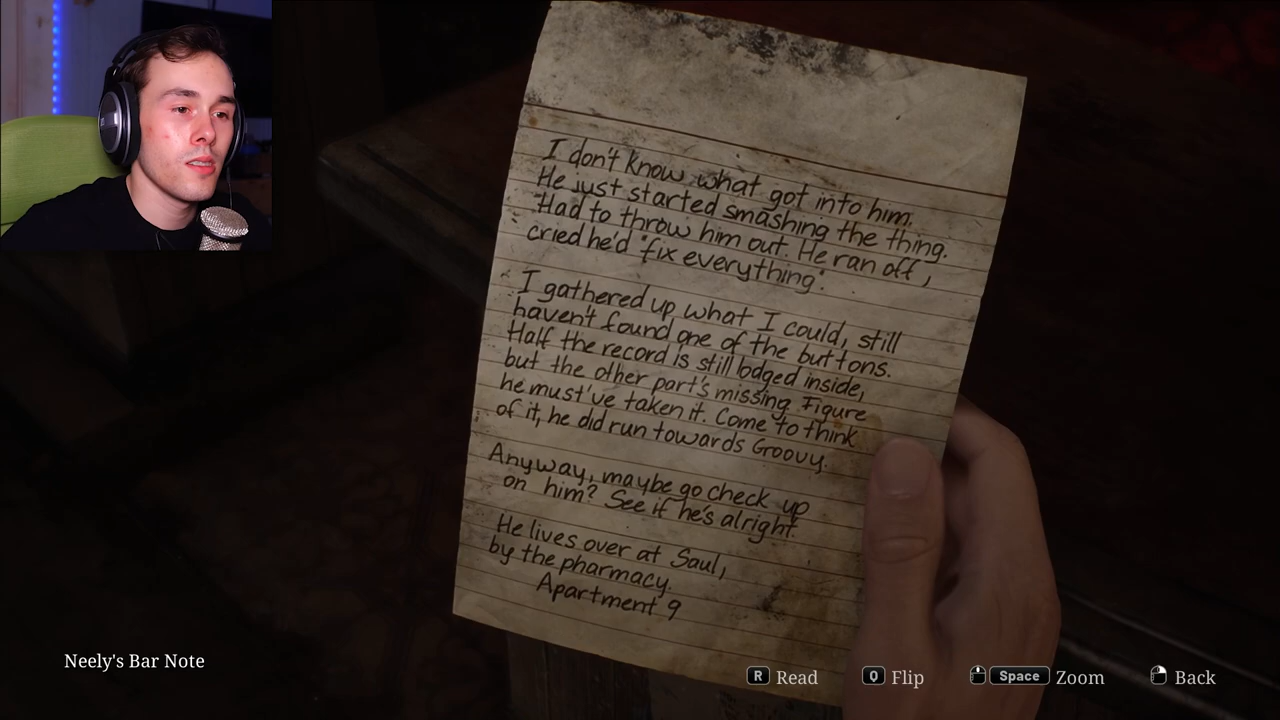 I don't know what got into him.
He just started smashing the thing.
Had to throw him out. He ran off,
cried he'd "fix everything".
I gathered up what I could, still
haven't found one of the buttons.
Half the record is still lodged inside,
but the other part's missing. Figure
he must've taken it. Come to think
of it, he did run towards Groovy.
Anyway, maybe go check up
on him? See if he's alright.
He lives over at Saul,
by the pharmacy.
Apartment 9
Neely's Bar Note
R Read
Q Flip
Space Zoom
Back